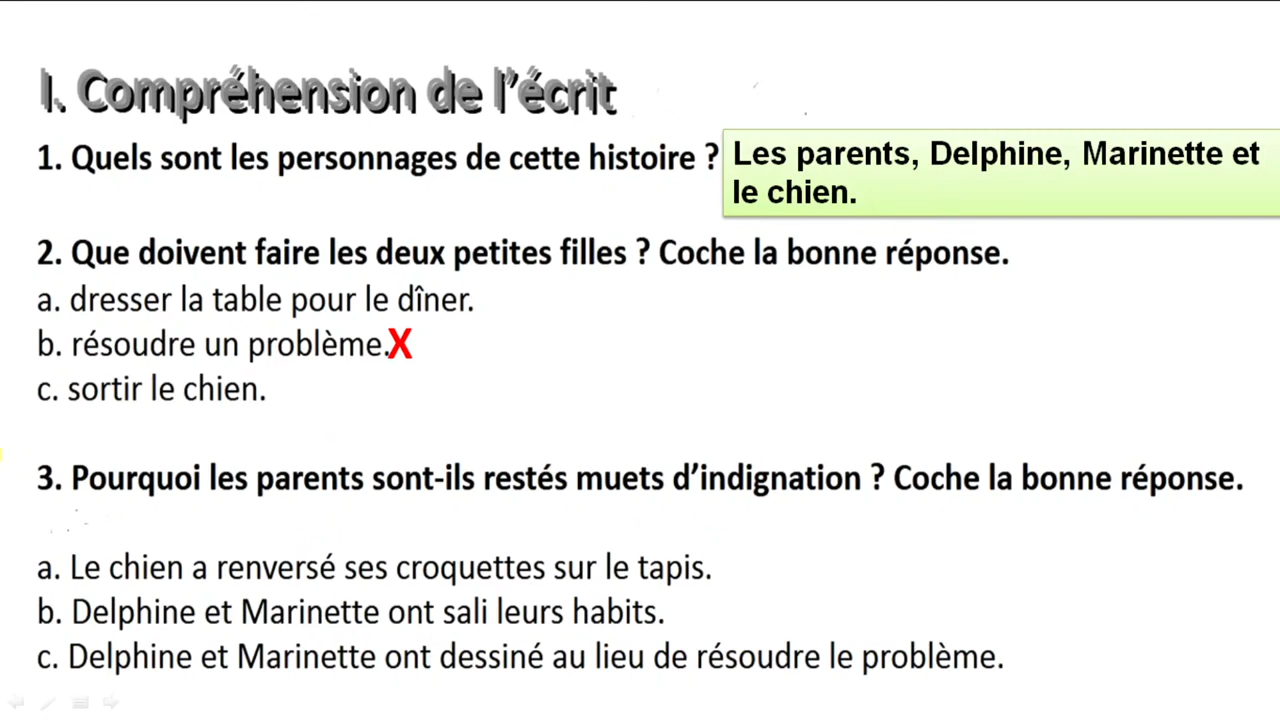 I. Compréhension de l'écrit
1. Quels sont les personnages de cette histoire ?
Les parents, Delphine, Marinette et
le chien.
2. Que doivent faire les deux petites filles ? Coche la bonne réponse.
a. dresser la table pour le dîner.
b. résoudre un problème.X
c. sortir le chien.
3. Pourquoi les parents sont-ils restés muets d'indignation ? Coche la bonne réponse.
a. Le chien a renversé ses croquettes sur le tapis.
b. Delphine et Marinette ont sali leurs habits.
c. Delphine et Marinette ont dessiné au lieu de résoudre le problème.